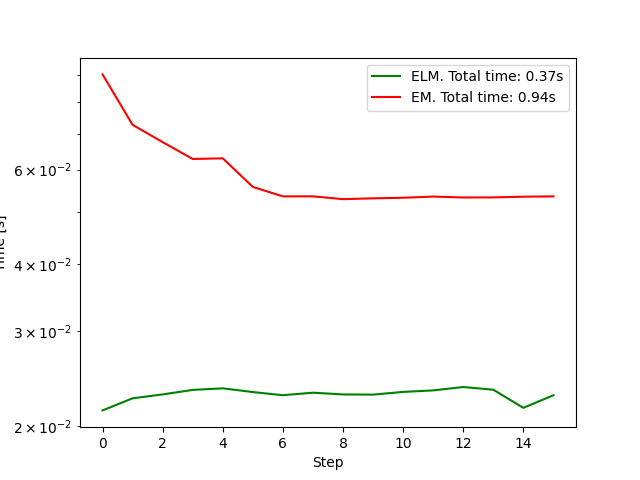 ELM. Total time: 0.37s
EM. Total time: 0.94s
6 × 10⁻²
4 × 10⁻²
3 × 10⁻²
2 × 10⁻²
[s]
0 2 4 6 8 10 12 14
Step